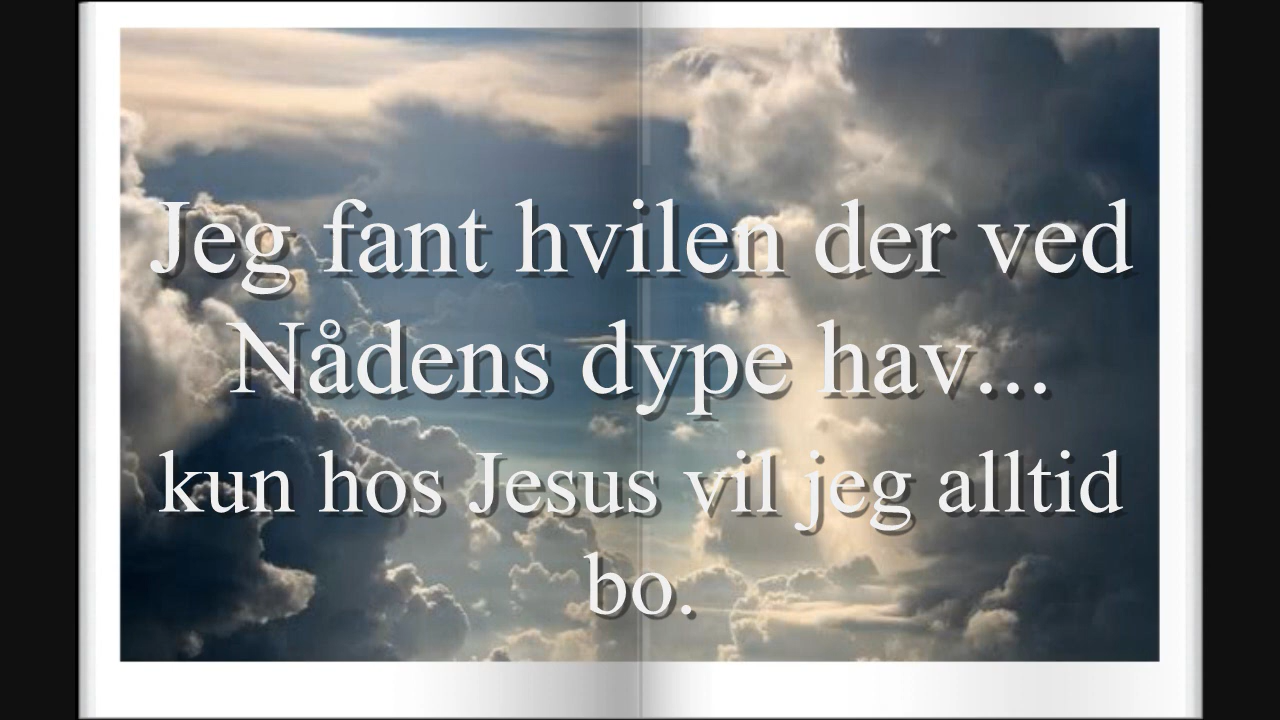 Jeg fant hvilen der ved
Nådens dype hav...
kun hos Jesus vil jeg alltid
bo.